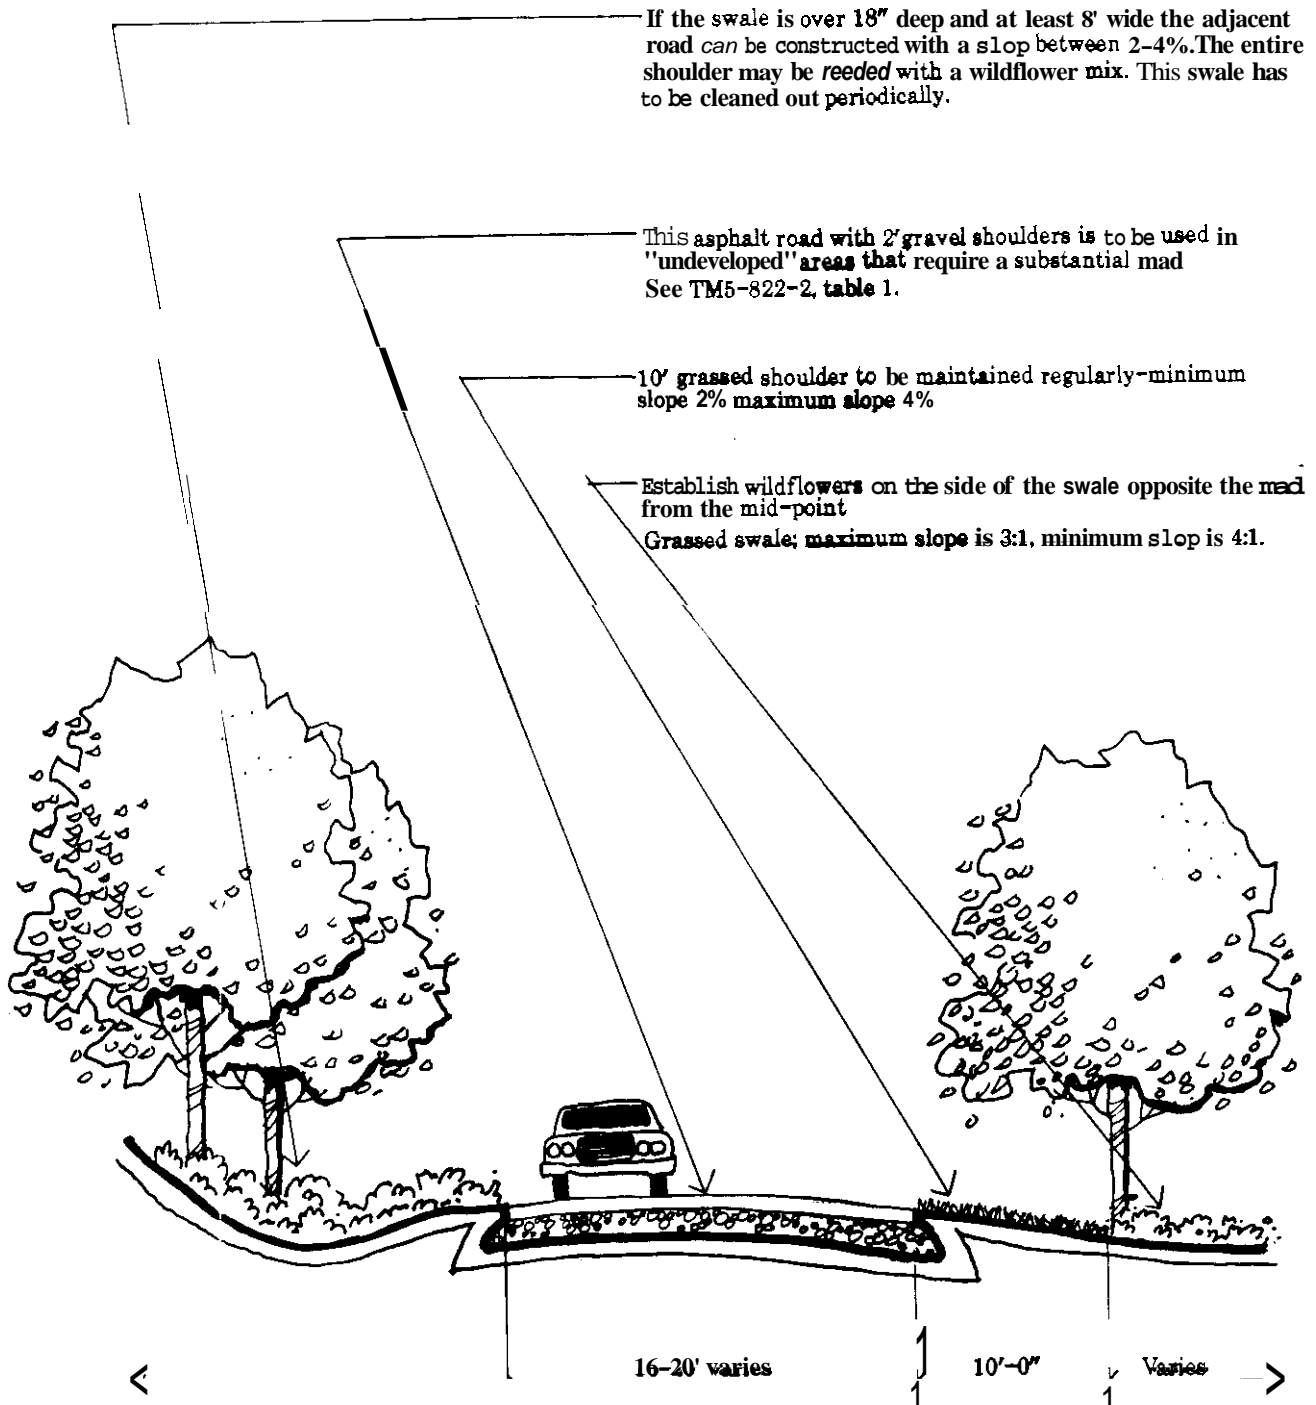 If the swale is over 18" deep and at least 8' wide the adjacent
road can be constructed with a slop between 2-4%.The entire
shoulder may be reeded with a wildflower mix. This swale has
to be cleaned out periodically.
This asphalt road with 2' gravel shoulders is to be used in
"undeveloped" areas that require a substantial mad
See TM5-822-2, table 1.
10' grassed shoulder to be maintained regularly-minimum
slope 2% maximum slope 4%
Establish wildflowers on the side of the swale opposite the mad
from the mid-point
Grassed swale; maximum slope is 3:1, minimum slop is 4:1.
16-20' varies
10'-0"
Varies